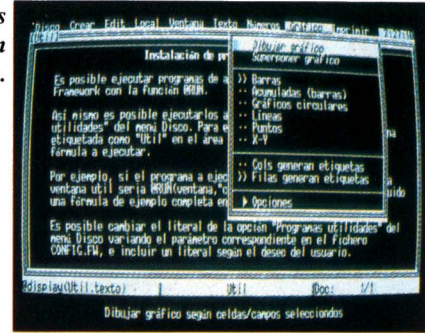 s
n
.
Disco Crear Edit Local Ventana Texto Números Gráfico Imprimir
[Util]
Instalación de pr
Dibujar gráfico
Superponer gráfico
>> Barras
·· Acumuladas (barras)
·· Gráficos circulares
·· Líneas
·· Puntos
·· X-Y
·· Cols generan etiquetas
>> Filas generan etiquetas
Opciones
Es posible ejecutar programas de a
Framework con la función @RUN.
Así mismo es posible ejecutarlos a
utilidades" del menú Disco. Para e
etiquetada como "Util" en el área na
fórmula a ejecutar.
Por ejemplo, si el programa a ejec a
ventana util sería @RUN(ventana,"c uido
una fórmula de ejemplo completa en
Es posible cambiar el literal de la opción "Programas utilidades" del
menú Disco variando el parámetro correspondiente en el fichero
CONFIG.FW, e incluir un literal según el deseo del usuario.
@display(Util.texto) Util Doc: 1/1
Dibujar gráfico según celdas/campos seleccionados